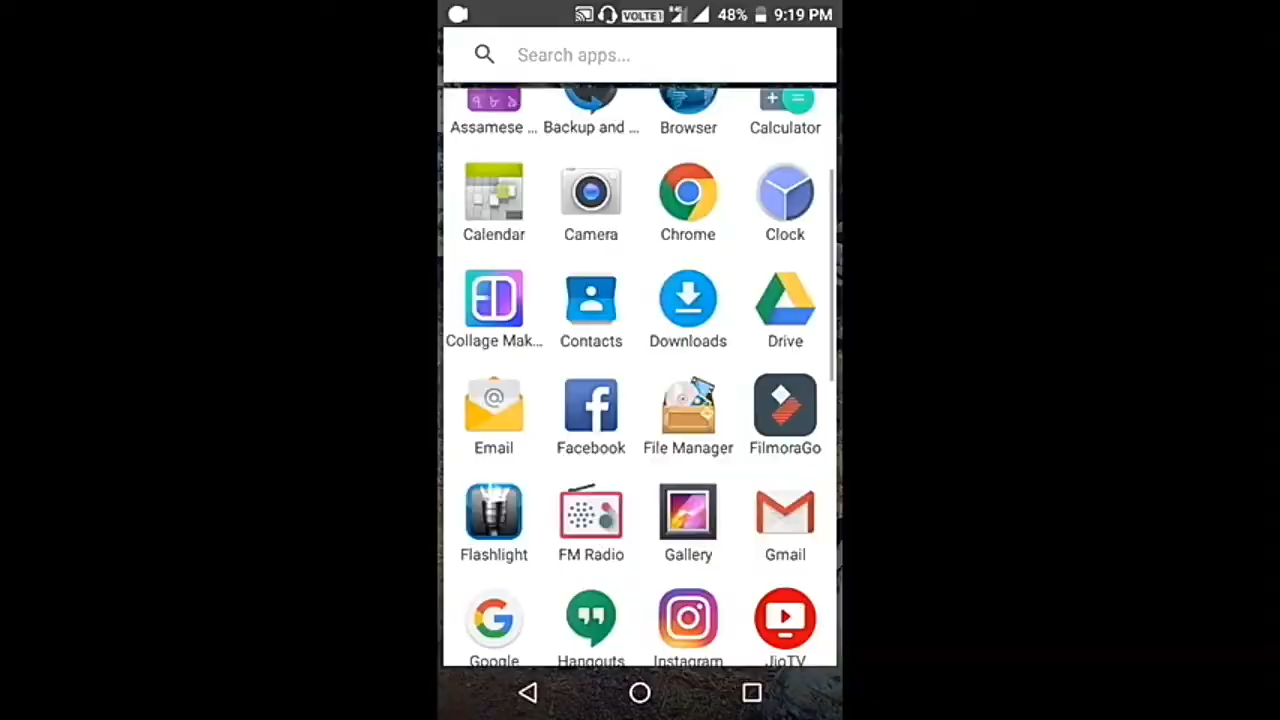 VOLTE1 48% 9:19 PM
Search apps...
Assamese ... Backup and ... Browser Calculator
Calendar Camera Chrome Clock
Collage Mak... Contacts Downloads Drive
Email Facebook File Manager FilmoraGo
Flashlight FM Radio Gallery Gmail
Google Hangouts Instagram JioTV